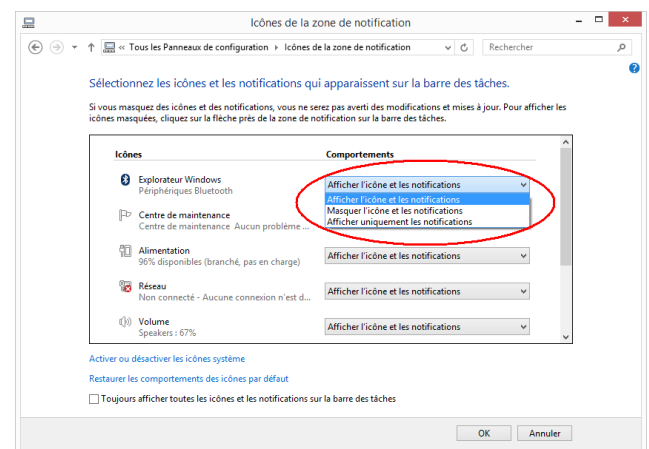 Icônes de la zone de notification
« Tous les Panneaux de configuration Icônes de la zone de notification
Rechercher
Sélectionnez les icônes et les notifications qui apparaissent sur la barre des tâches.
Si vous masquez des icônes et des notifications, vous ne serez pas averti des modifications et mises à jour. Pour afficher les
icônes masquées, cliquez sur la flèche près de la zone de notification sur la barre des tâches.
Icônes Comportements
Explorateur Windows
Périphériques Bluetooth
Afficher l'icône et les notifications
Afficher l'icône et les notifications
Masquer l'icône et les notifications
Afficher uniquement les notifications
Centre de maintenance
Centre de maintenance Aucun problème ...
Alimentation
96% disponibles (branché, pas en charge)
Afficher l'icône et les notifications
Réseau
Non connecté - Aucune connexion n'est d...
Afficher l'icône et les notifications
Volume
Speakers : 67%
Afficher l'icône et les notifications
Activer ou désactiver les icônes système
Restaurer les comportements des icônes par défaut
Toujours afficher toutes les icônes et les notifications sur la barre des tâches
OK Annuler